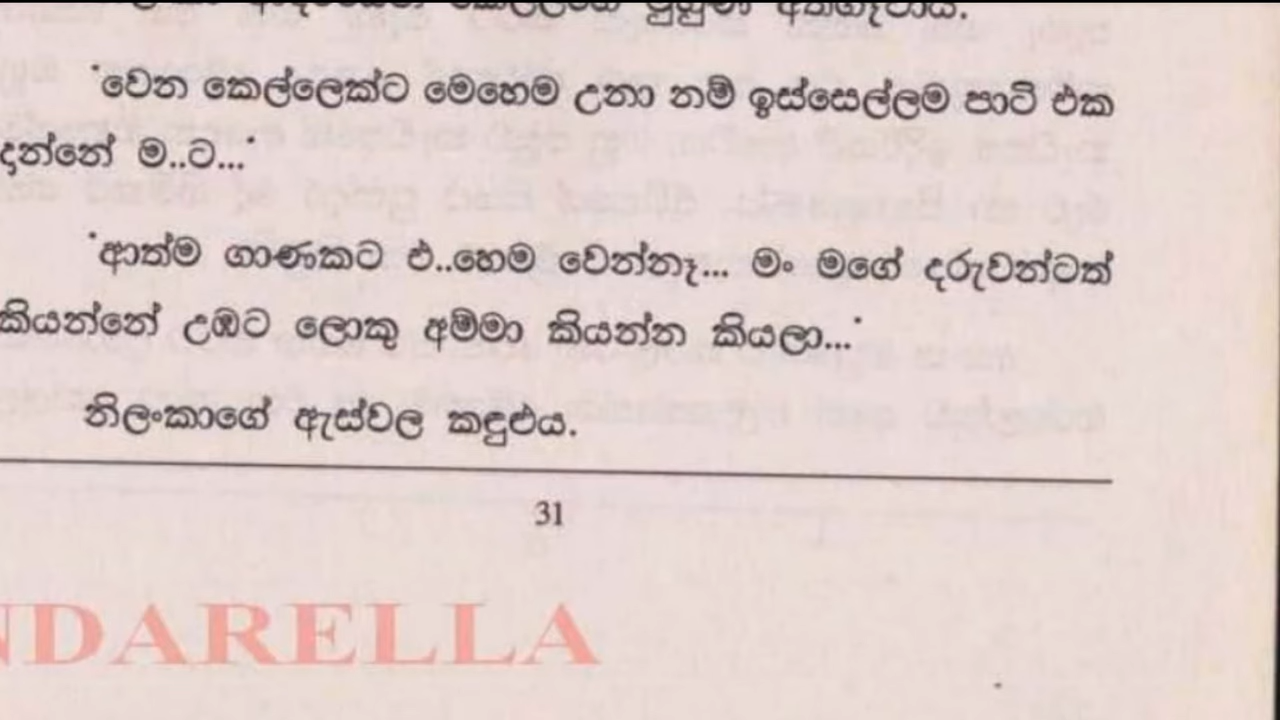 'වෙන කෙල්ලෙක්ට මෙහෙම උනා නම් ඉස්සෙල්ලම පාටි එක
දාන්නේ ම..ට...'
'ආත්ම ගාණකට එ..හෙම වෙන්නෑ... මං මගේ දරුවන්ටත්
කියන්නේ උඹට ලොකු අම්මා කියන්න කියලා...'
නිලංකාගේ ඇස්වල කඳුළුය.
31
NDARELLA